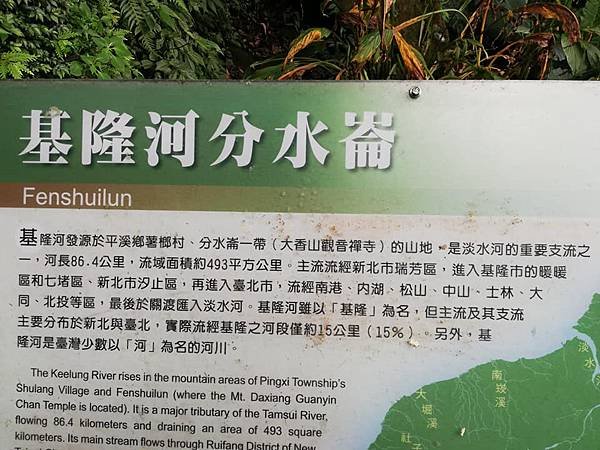 基隆河分水崙
Fenshuilun
基隆河發源於平溪鄉薯榔村、分水崙一帶（大香山觀音禪寺）的山地，是淡水河的重要支流之
一，河長86.4公里，流域面積約493平方公里。主流流經新北市瑞芳區，進入基隆市的暖暖
區和七堵區、新北市汐止區，再進入臺北市，流經南港、內湖、松山、中山、士林、大
同、北投等區，最後於關渡匯入淡水河。基隆河雖以「基隆」為名，但主流及其支流
主要分布於新北與臺北，實際流經基隆之河段僅約15公里（15%）。另外，基
隆河是臺灣少數以「河」為名的河川。
The Keelung River rises in the mountain areas of Pingxi Township's
Shulang Village and Fenshuilun (where the Mt. Daxiang Guanyin
Chan Temple is located). It is a major tributary of the Tamsui River,
flowing 86.4 kilometers and draining an area of 493 square
kilometers. Its main stream flows through Ruifang District of New
淡水
南崁溪
大堀溪
社子